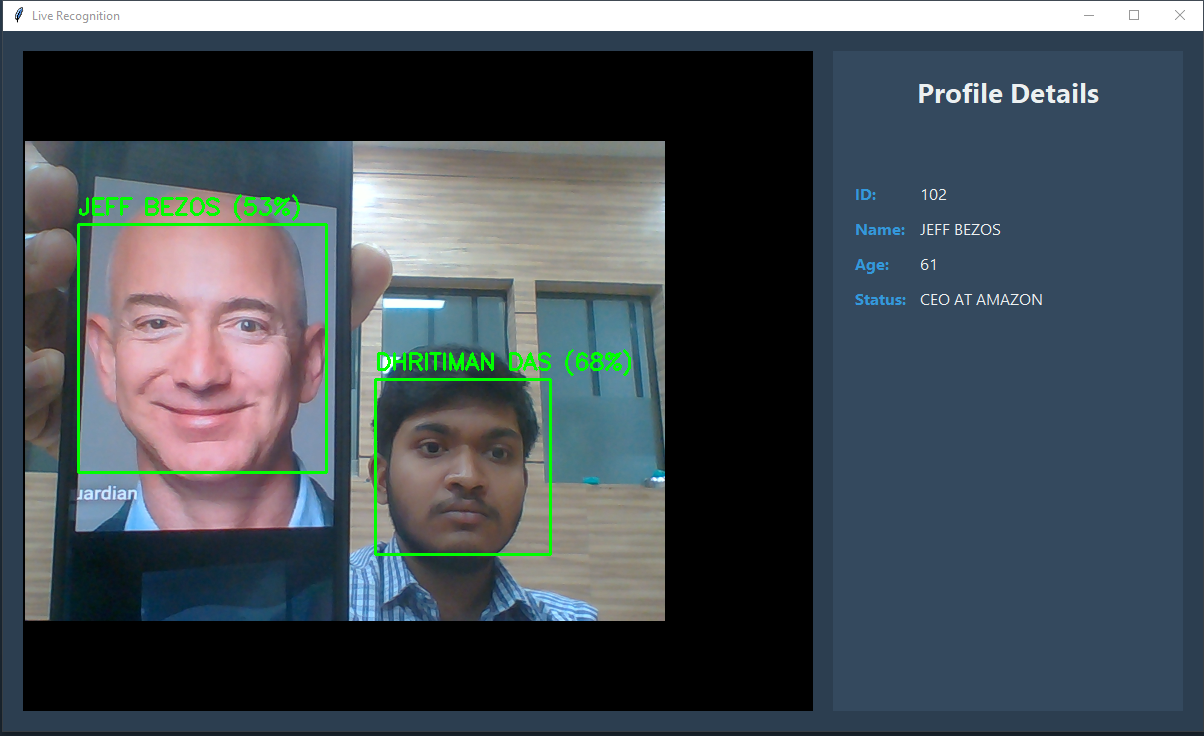 Live Recognition
Profile Details
JEFF BEZOS (53%)
DHRITIMAN DAS (68%)
uardian
ID: 102
Name: JEFF BEZOS
Age: 61
Status: CEO AT AMAZON